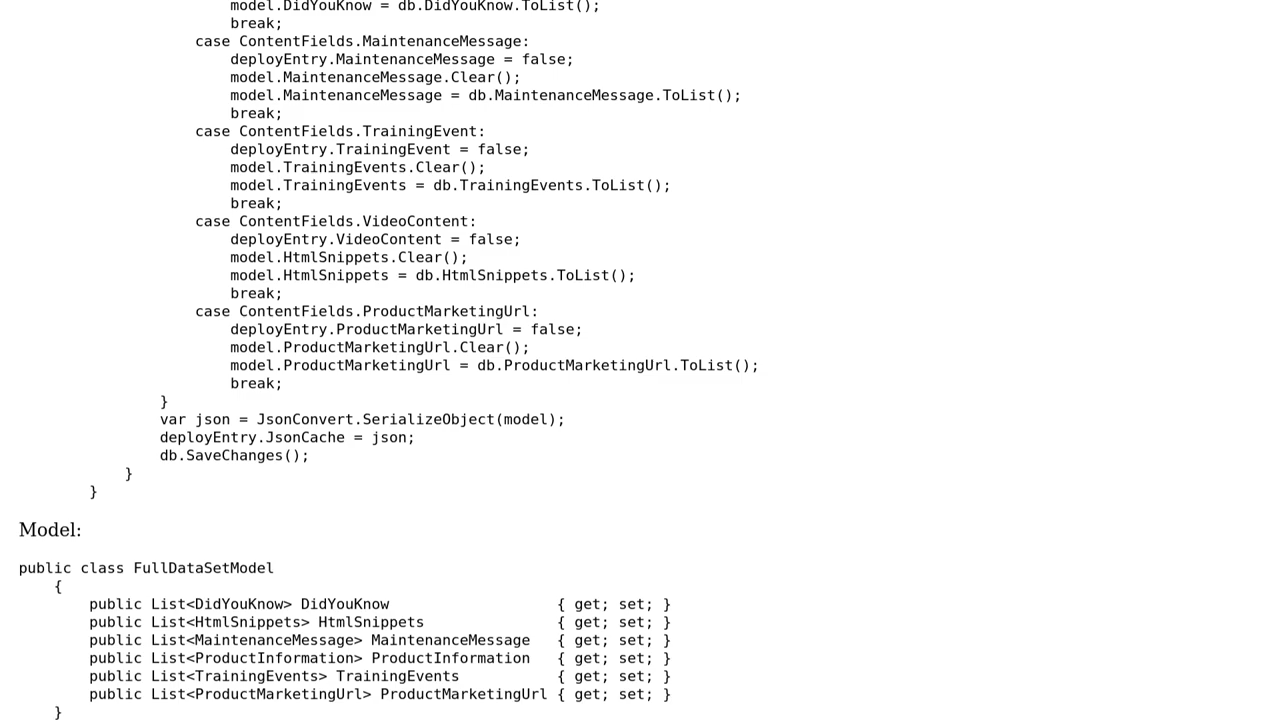 model.DidYouKnow = db.DidYouKnow.ToList();
break;
case ContentFields.MaintenanceMessage:
deployEntry.MaintenanceMessage = false;
model.MaintenanceMessage.Clear();
model.MaintenanceMessage = db.MaintenanceMessage.ToList();
break;
case ContentFields.TrainingEvent:
deployEntry.TrainingEvent = false;
model.TrainingEvents.Clear();
model.TrainingEvents = db.TrainingEvents.ToList();
break;
case ContentFields.VideoContent:
deployEntry.VideoContent = false;
model.HtmlSnippets.Clear();
model.HtmlSnippets = db.HtmlSnippets.ToList();
break;
case ContentFields.ProductMarketingUrl:
deployEntry.ProductMarketingUrl = false;
model.ProductMarketingUrl.Clear();
model.ProductMarketingUrl = db.ProductMarketingUrl.ToList();
break;
}
var json = JsonConvert.SerializeObject(model);
deployEntry.JsonCache = json;
db.SaveChanges();
}
}
Model:
public class FullDataSetModel
{
public List<DidYouKnow> DidYouKnow { get; set; }
public List<HtmlSnippets> HtmlSnippets { get; set; }
public List<MaintenanceMessage> MaintenanceMessage { get; set; }
public List<ProductInformation> ProductInformation { get; set; }
public List<TrainingEvents> TrainingEvents { get; set; }
public List<ProductMarketingUrl> ProductMarketingUrl { get; set; }
}